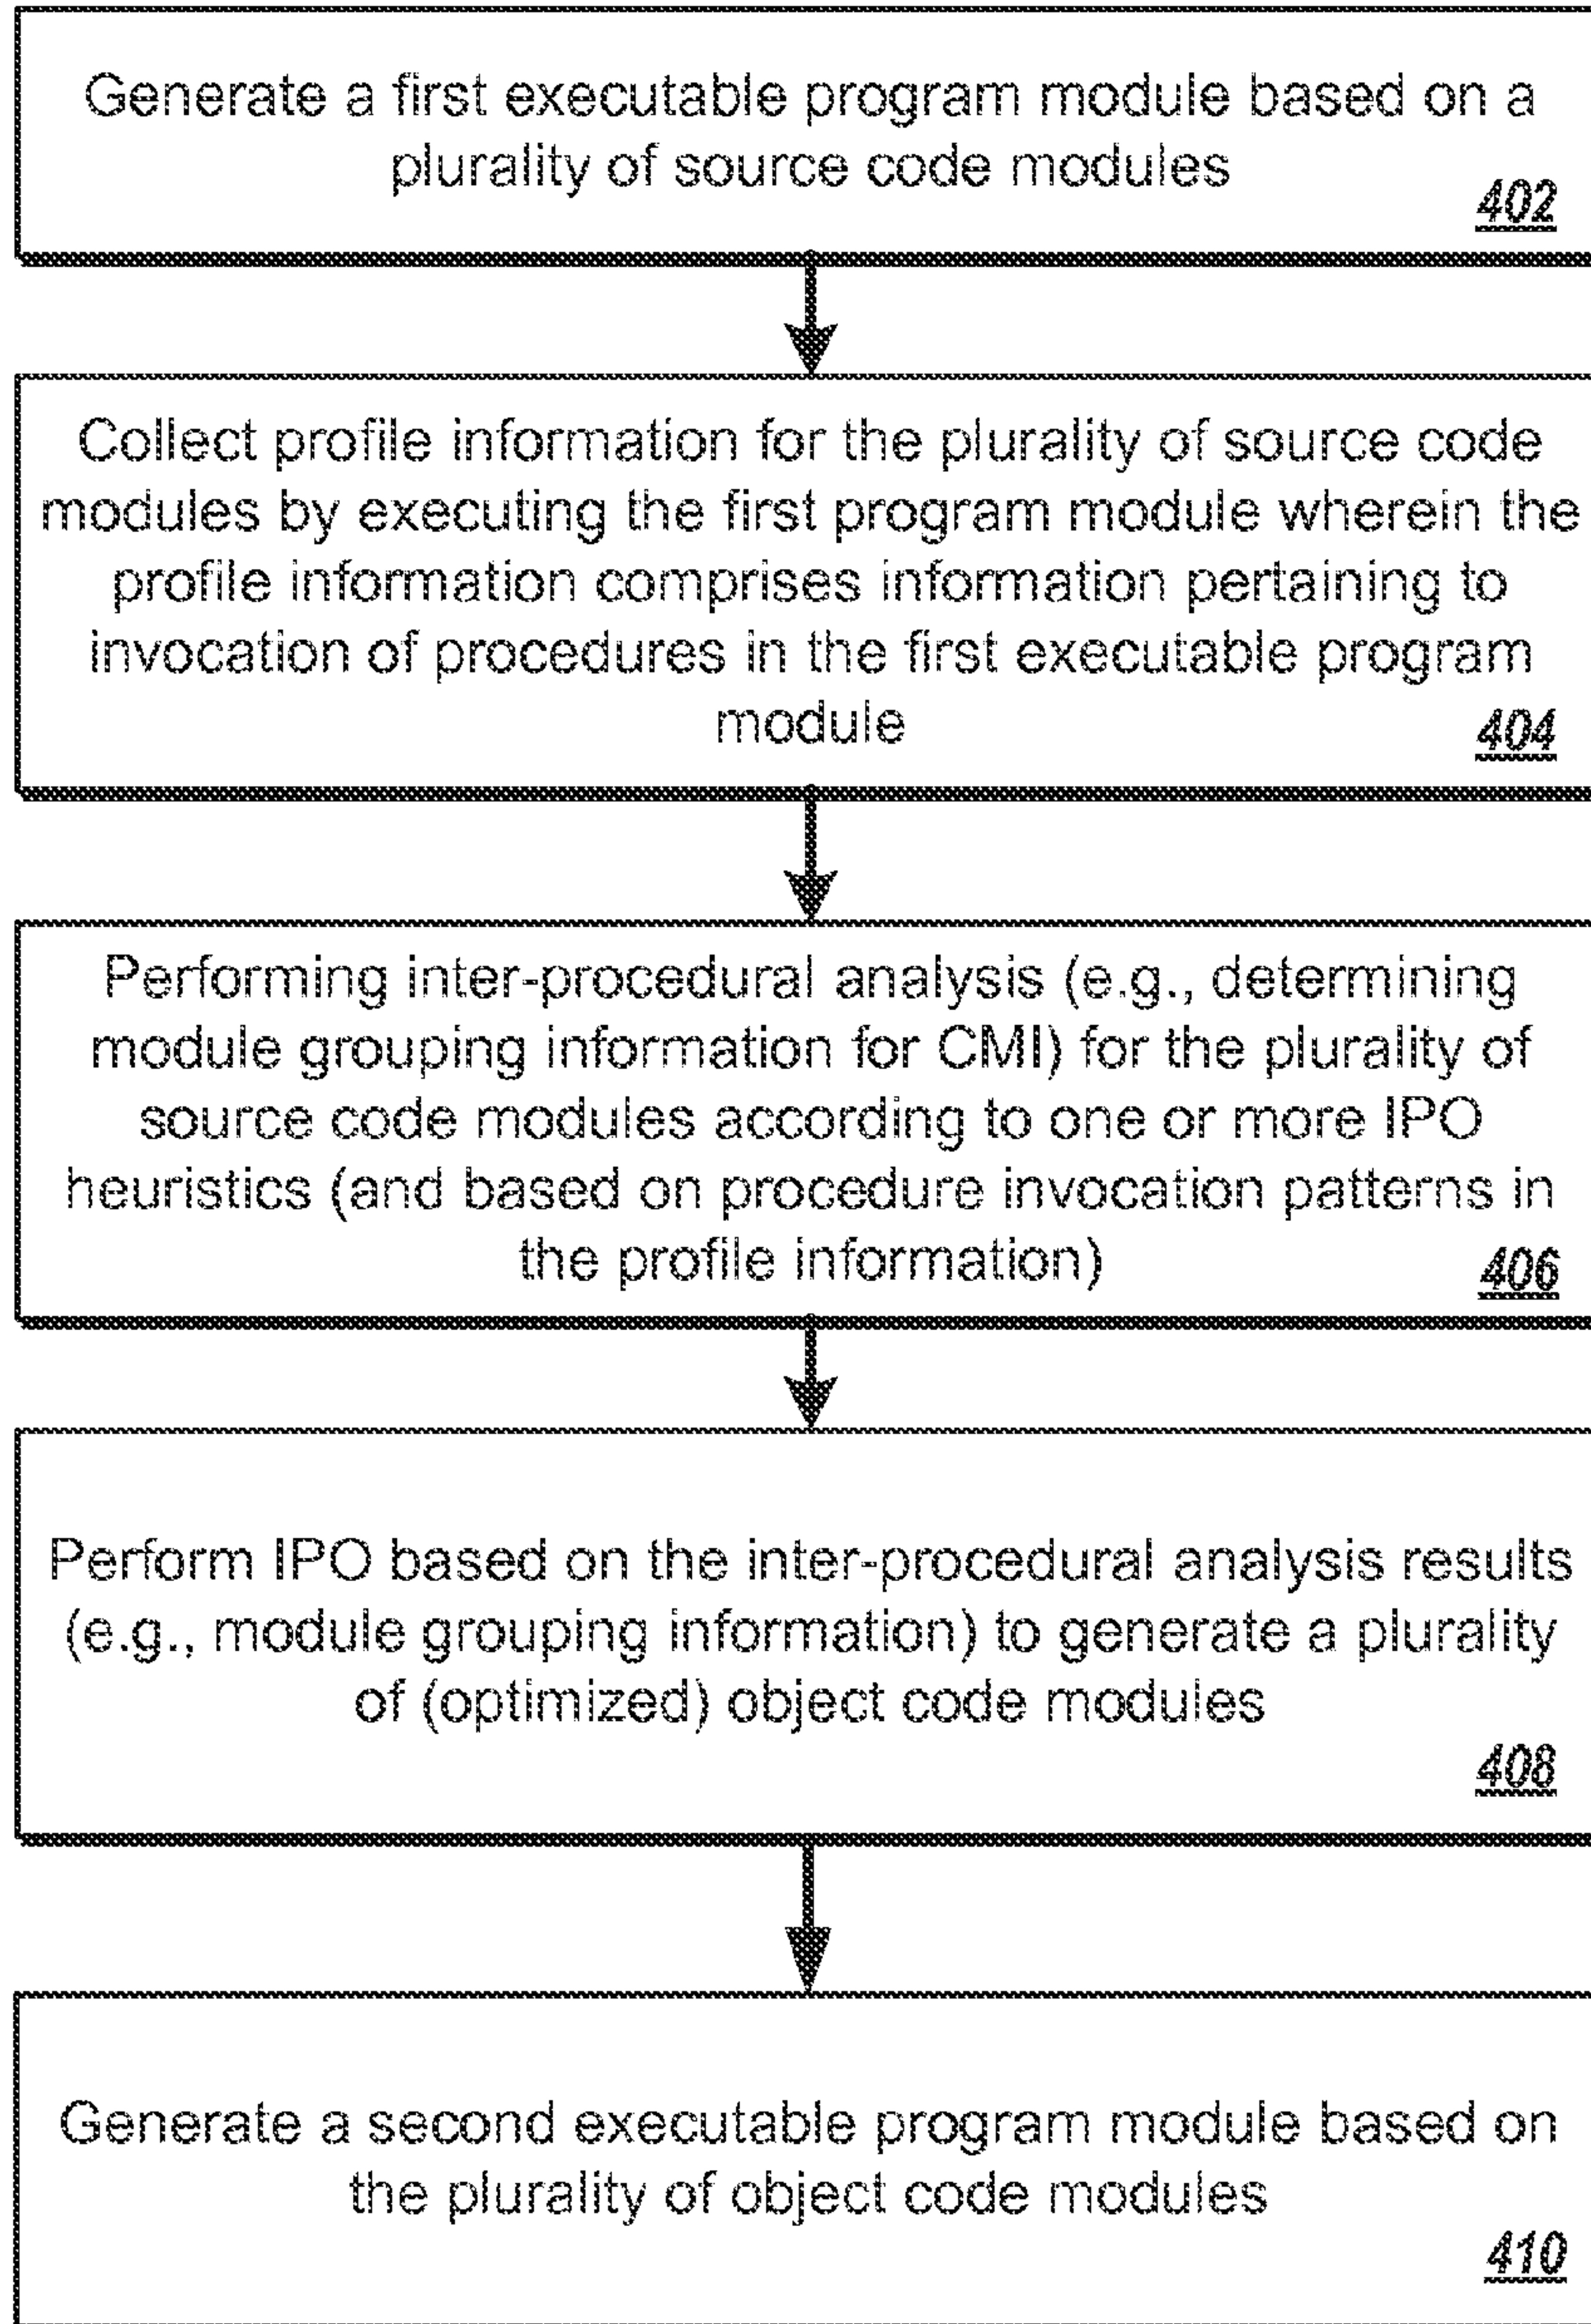 Generate a first executable program module based on a
plurality of source code modules
402
Collect profile information for the plurality of source code
modules by executing the first program module wherein the
profile information comprises information pertaining to
invocation of procedures in the first executable program
module
404
Performing inter-procedural analysis (e.g., determining
module grouping information for CMI) for the plurality of
source code modules according to one or more IPO
heuristics (and based on procedure invocation patterns in
the profile information)
406
Perform IPO based on the inter-procedural analysis results
(e.g., module grouping information) to generate a plurality
of (optimized) object code modules
408
Generate a second executable program module based on
the plurality of object code modules
410